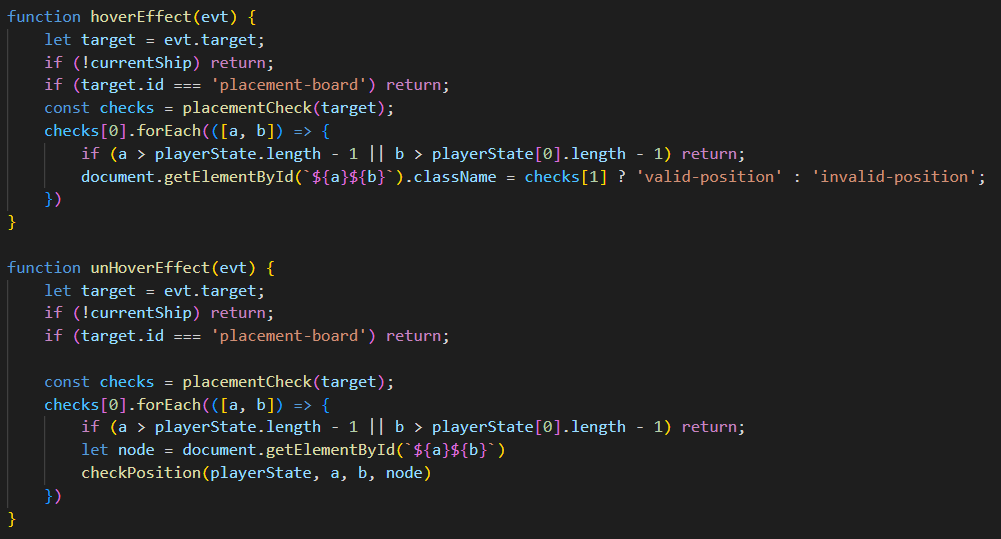 function hoverEffect(evt) {
    let target = evt.target;
    if (!currentShip) return;
    if (target.id === 'placement-board') return;
    const checks = placementCheck(target);
    checks[0].forEach(([a, b]) => {
        if (a > playerState.length - 1 || b > playerState[0].length - 1) return;
        document.getElementById(`${a}${b}`).className = checks[1] ? 'valid-position' : 'invalid-position';
    })
}

function unHoverEffect(evt) {
    let target = evt.target;
    if (!currentShip) return;
    if (target.id === 'placement-board') return;

    const checks = placementCheck(target);
    checks[0].forEach(([a, b]) => {
        if (a > playerState.length - 1 || b > playerState[0].length - 1) return;
        let node = document.getElementById(`${a}${b}`)
        checkPosition(playerState, a, b, node)
    })
}